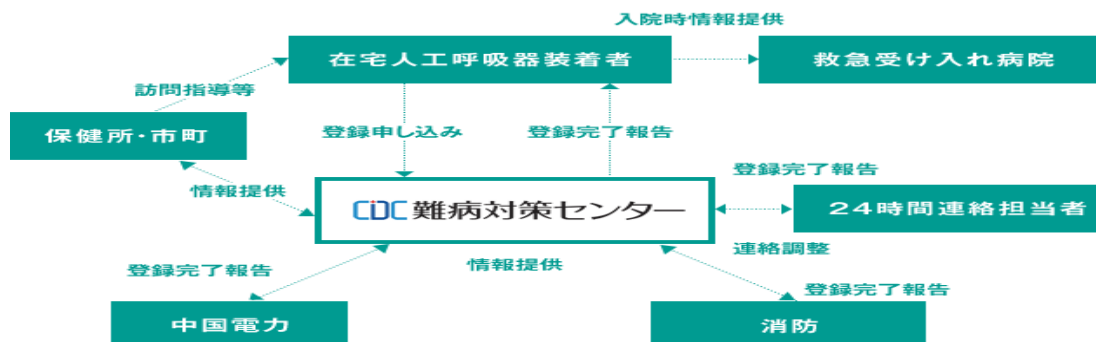 入院時情報提供
在宅人工呼吸器装着者
救急受け入れ病院
訪問指導等
保健所・市町
登録申し込み
登録完了報告
登録完了報告
情報提供
CiDC難病対策センター
24時間連絡担当者
連絡調整
登録完了報告
情報提供
登録完了報告
中国電力
消防